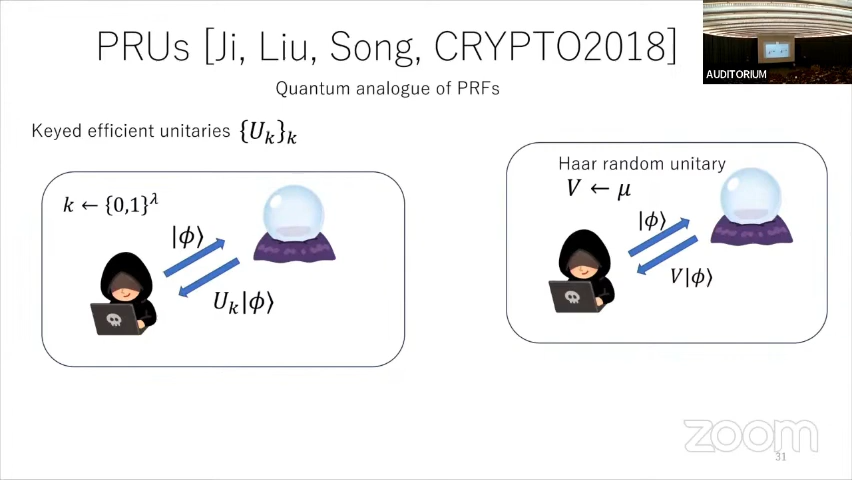 PRUs [Ji, Liu, Song, CRYPTO2018]
AUDITORIUM
Quantum analogue of PRFs
Keyed efficient unitaries {U_k}_k
k ← {0,1}^λ
|ϕ⟩
U_k|ϕ⟩
Haar random unitary
V ← μ
|ϕ⟩
V|ϕ⟩
zoom
31